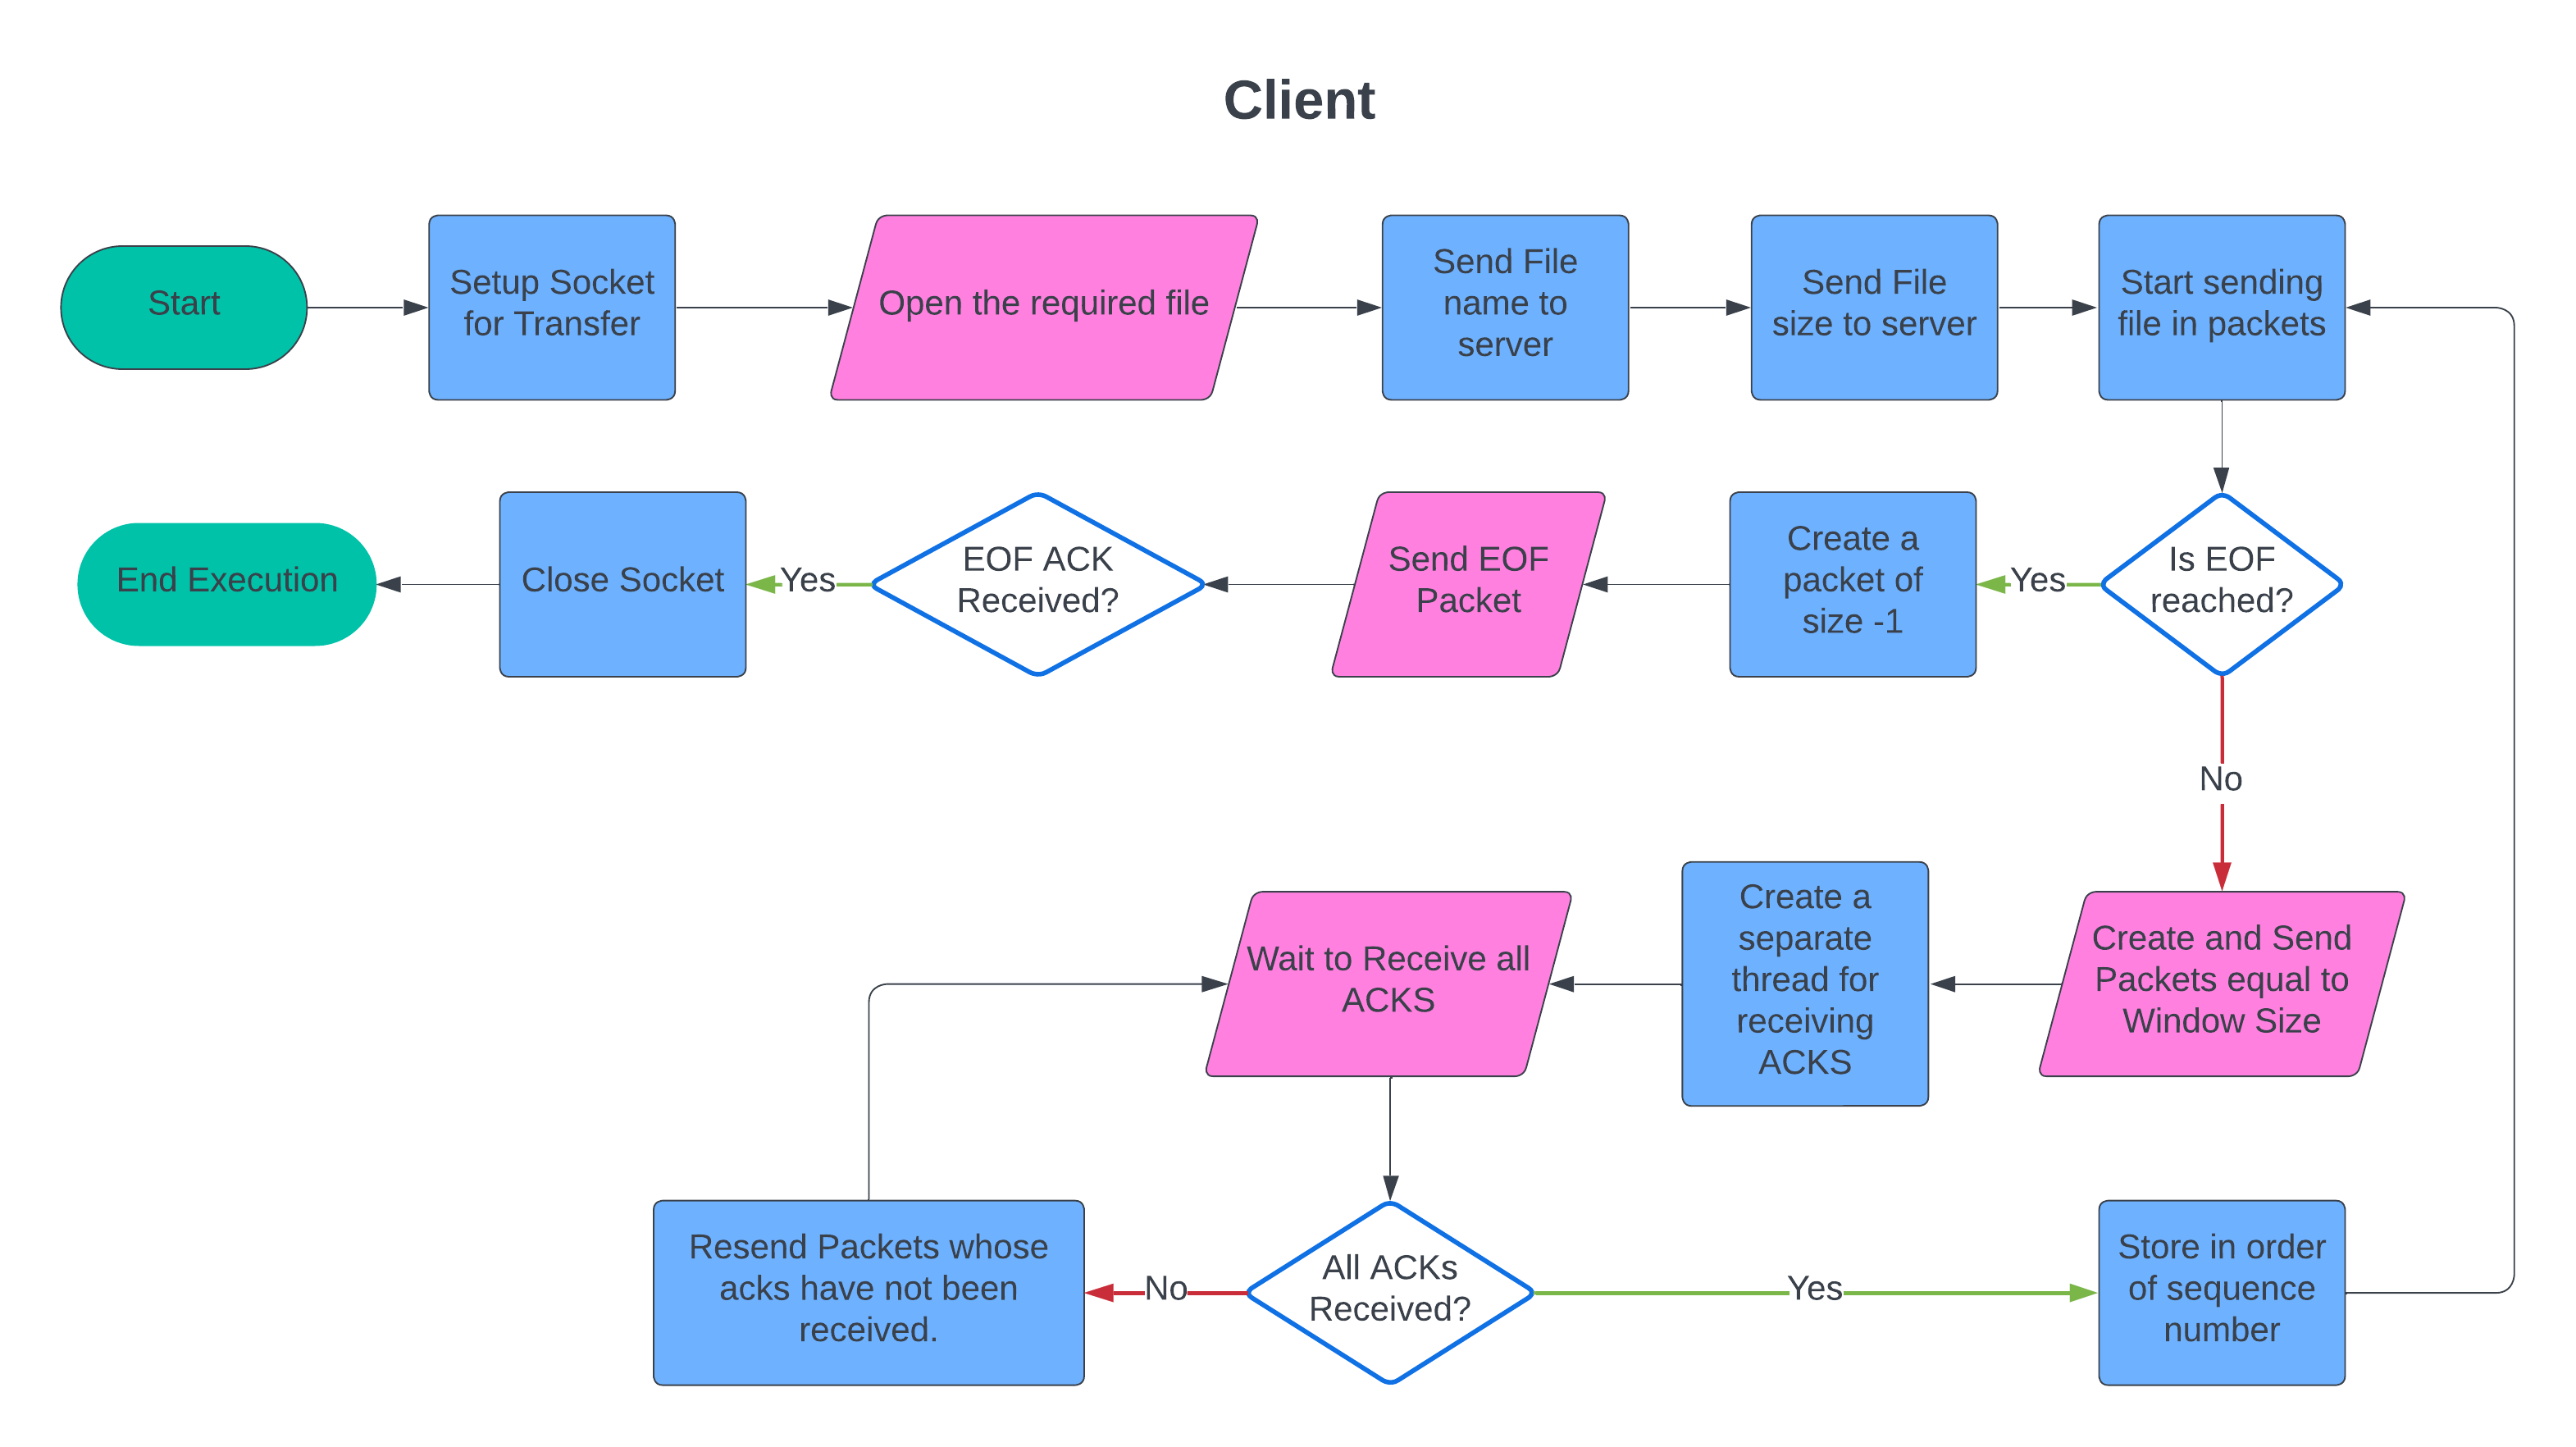 Client
Start
Setup Socket
for Transfer
Open the required file
Send File
name to
server
Send File
size to server
Start sending
file in packets
Is EOF
reached?
Yes
Create a
packet of
size -1
Send EOF
Packet
EOF ACK
Received?
Yes
Close Socket
End Execution
No
Create and Send
Packets equal to
Window Size
Create a
separate
thread for
receiving
ACKS
Wait to Receive all
ACKS
All ACKs
Received?
No
Resend Packets whose
acks have not been
received.
Yes
Store in order
of sequence
number